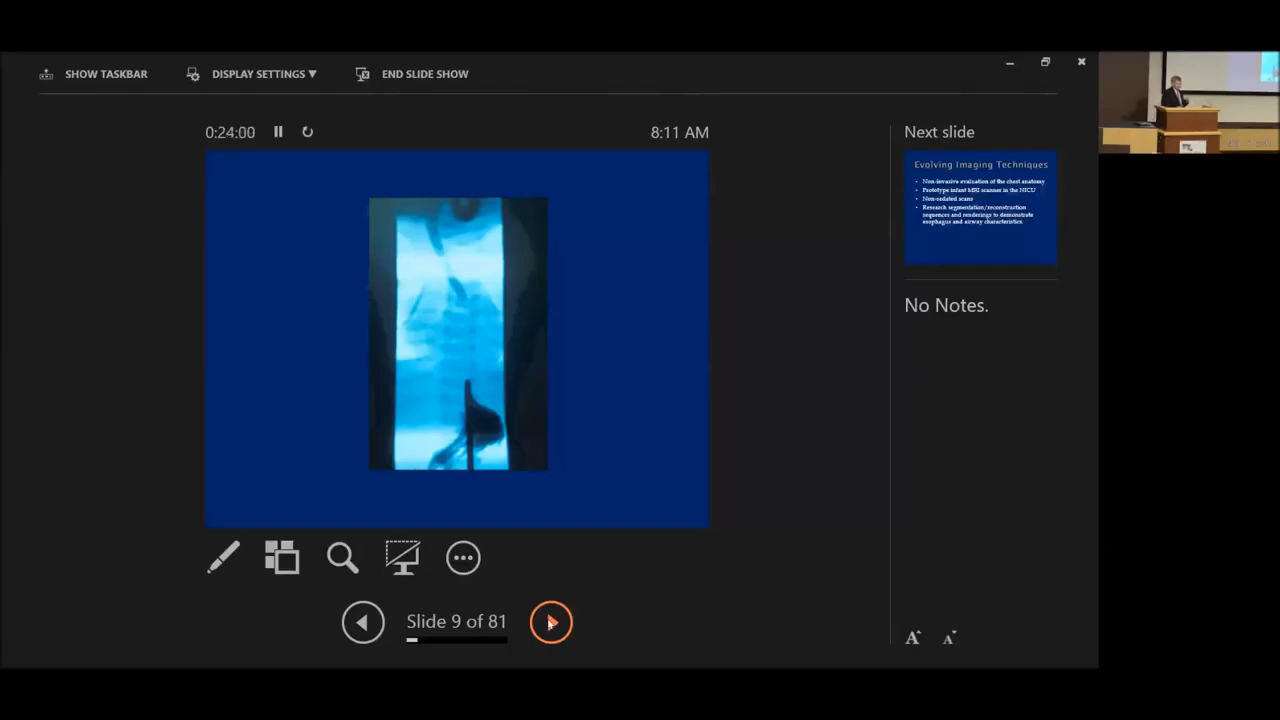 SHOW TASKBAR
DISPLAY SETTINGS ▼
END SLIDE SHOW
0:24:00
8:11 AM
Next slide
Evolving Imaging Techniques
• Non-invasive evaluation of the chest anatomy
• Prototype infant MRI scanner in the NICU
• Non-sedated scans
• Research segmentation/reconstruction
sequences and renderings to demonstrate
esophagus and airway characteristics
No Notes.
Slide 9 of 81
A
A